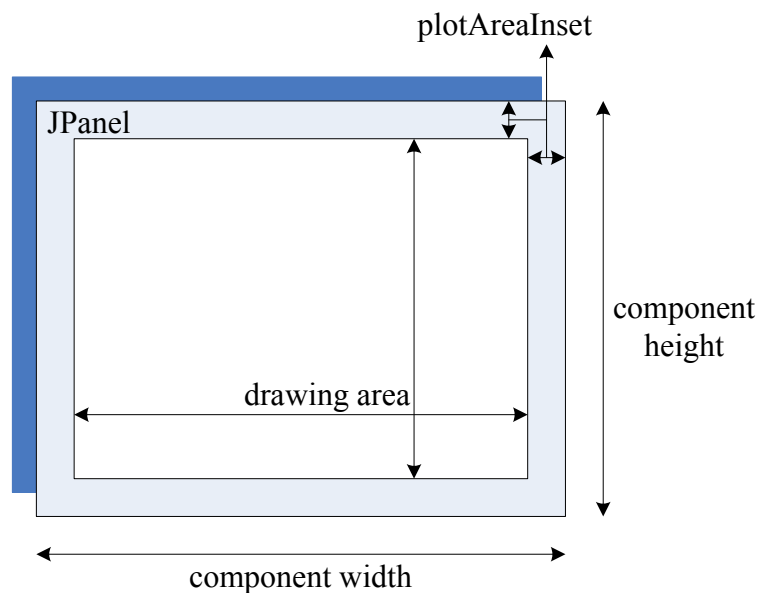 plotAreaInset
JPanel
component
height
drawing area
component width